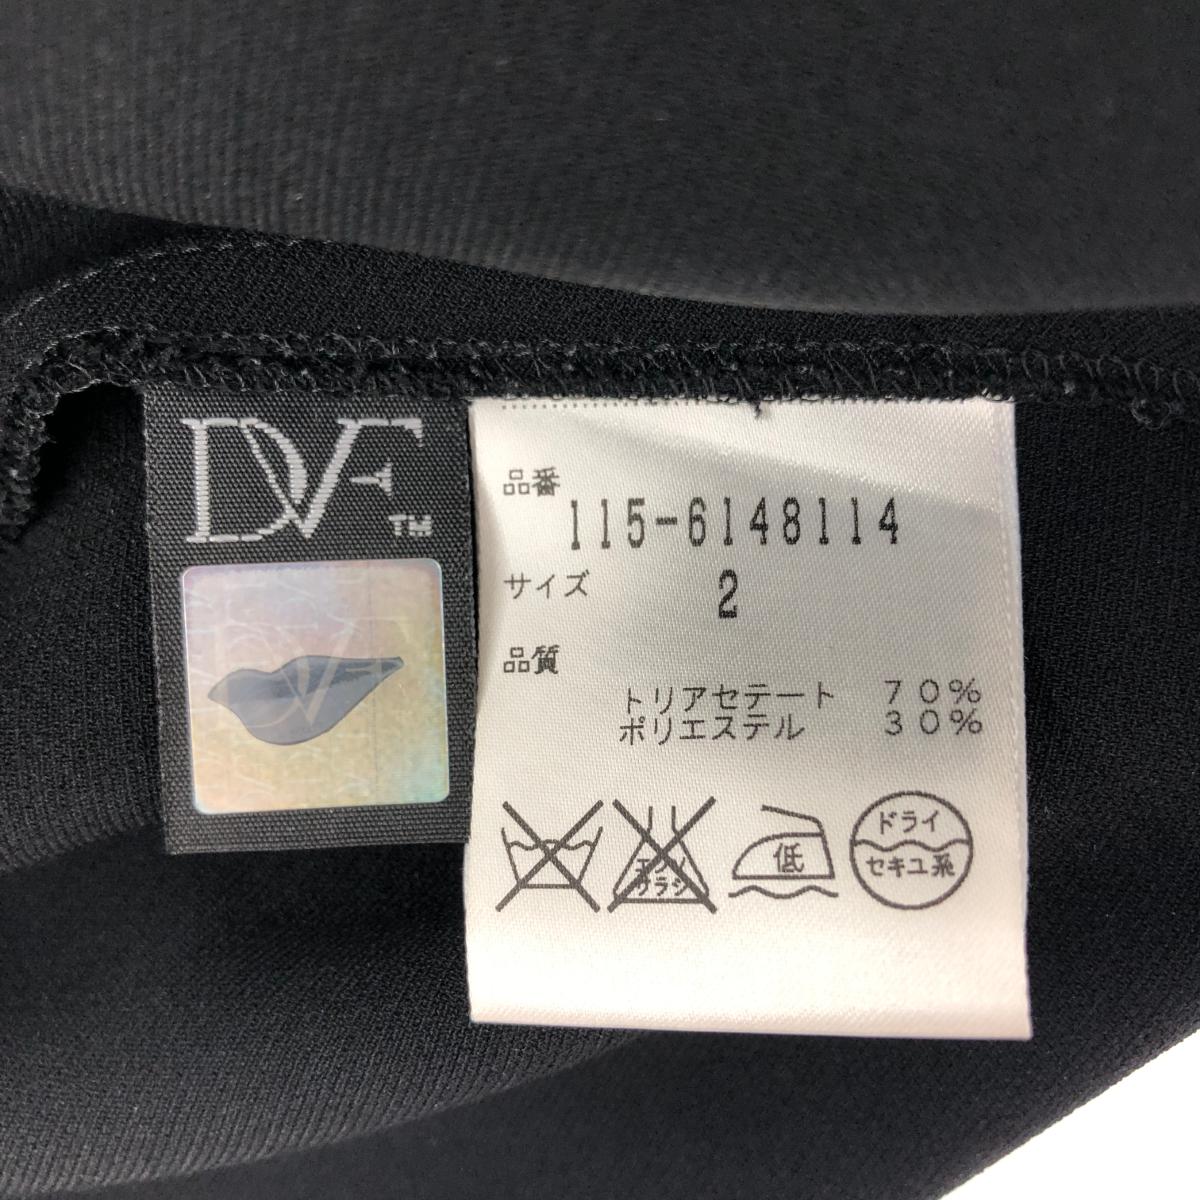 DVF
TM
DVF
品番
115-6148114
サイズ
2
品質
トリアセテート 70%
ポリエステル 30%
エンソ
クラシ
低
ドライ
セキユ系